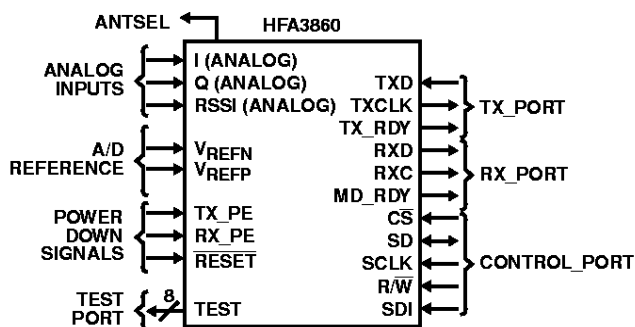 ANTSEL
HFA3860
ANALOG
INPUTS
I (ANALOG)
Q (ANALOG)
RSSI (ANALOG)
A/D
REFERENCE
VREFN
VREFP
POWER
DOWN
SIGNALS
TX_PE
RX_PE
RESET
TEST
PORT
8
TEST
TXD
TXCLK
TX_RDY
TX_PORT
RXD
RXC
MD_RDY
RX_PORT
CS
SD
SCLK
R/W
SDI
CONTROL_PORT